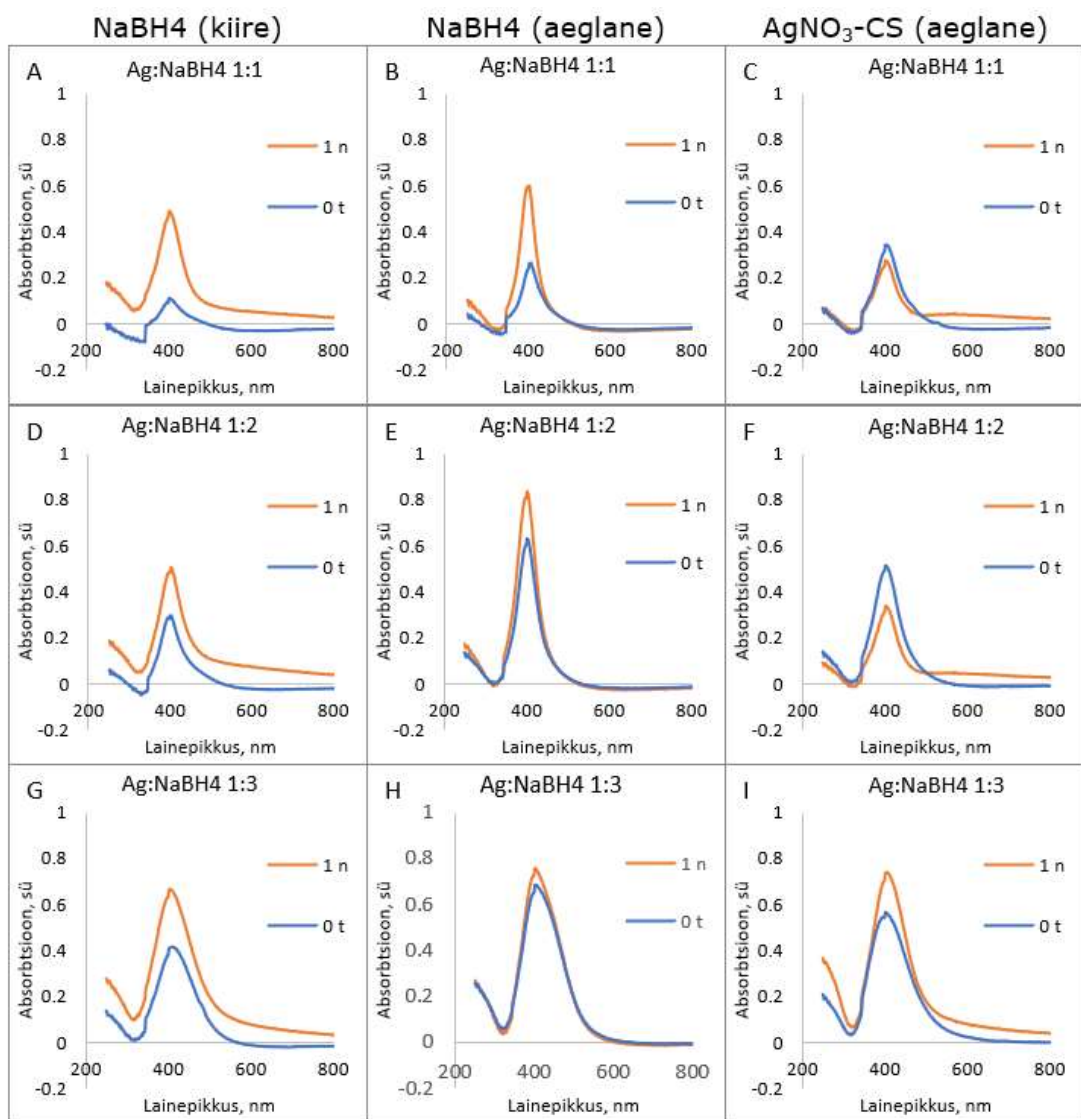 NaBH4 (kiire)
NaBH4 (aeglane)
AgNO₃-CS (aeglane)
A
Ag:NaBH4 1:1
1
0.8
0.6
0.4
0.2
0
-0.2
200 400 600 800
Absorbtsioon, sü
Lainepikkus, nm
1 n
0 t
B
Ag:NaBH4 1:1
1
0.8
0.6
0.4
0.2
0
-0.2
200 400 600 800
Absorbtsioon, sü
Lainepikkus, nm
1 n
0 t
C
Ag:NaBH4 1:1
1
0.8
0.6
0.4
0.2
0
-0.2
200 400 600 800
Absorbtsioon, sü
Lainepikkus, nm
1 n
0 t
D
Ag:NaBH4 1:2
1
0.8
0.6
0.4
0.2
0
-0.2
200 400 600 800
Absorbtsioon, sü
Lainepikkus, nm
1 n
0 t
E
Ag:NaBH4 1:2
1
0.8
0.6
0.4
0.2
0
-0.2
200 400 600 800
Absorbtsioon, sü
Lainepikkus, nm
1 n
0 t
F
Ag:NaBH4 1:2
1
0.8
0.6
0.4
0.2
0
-0.2
200 400 600 800
Absorbtsioon, sü
Lainepikkus, nm
1 n
0 t
G
Ag:NaBH4 1:3
1
0.8
0.6
0.4
0.2
0
-0.2
200 400 600 800
Absorbtsioon, sü
Lainepikkus, nm
1 n
0 t
H
Ag:NaBH4 1:3
1
0.8
0.6
0.4
0.2
0
-0.2
200 400 600 800
Absorbtsioon, sü
Lainepikkus, nm
1 n
0 t
I
Ag:NaBH4 1:3
1
0.8
0.6
0.4
0.2
0
-0.2
200 400 600 800
Absorbtsioon, sü
Lainepikkus, nm
1 n
0 t